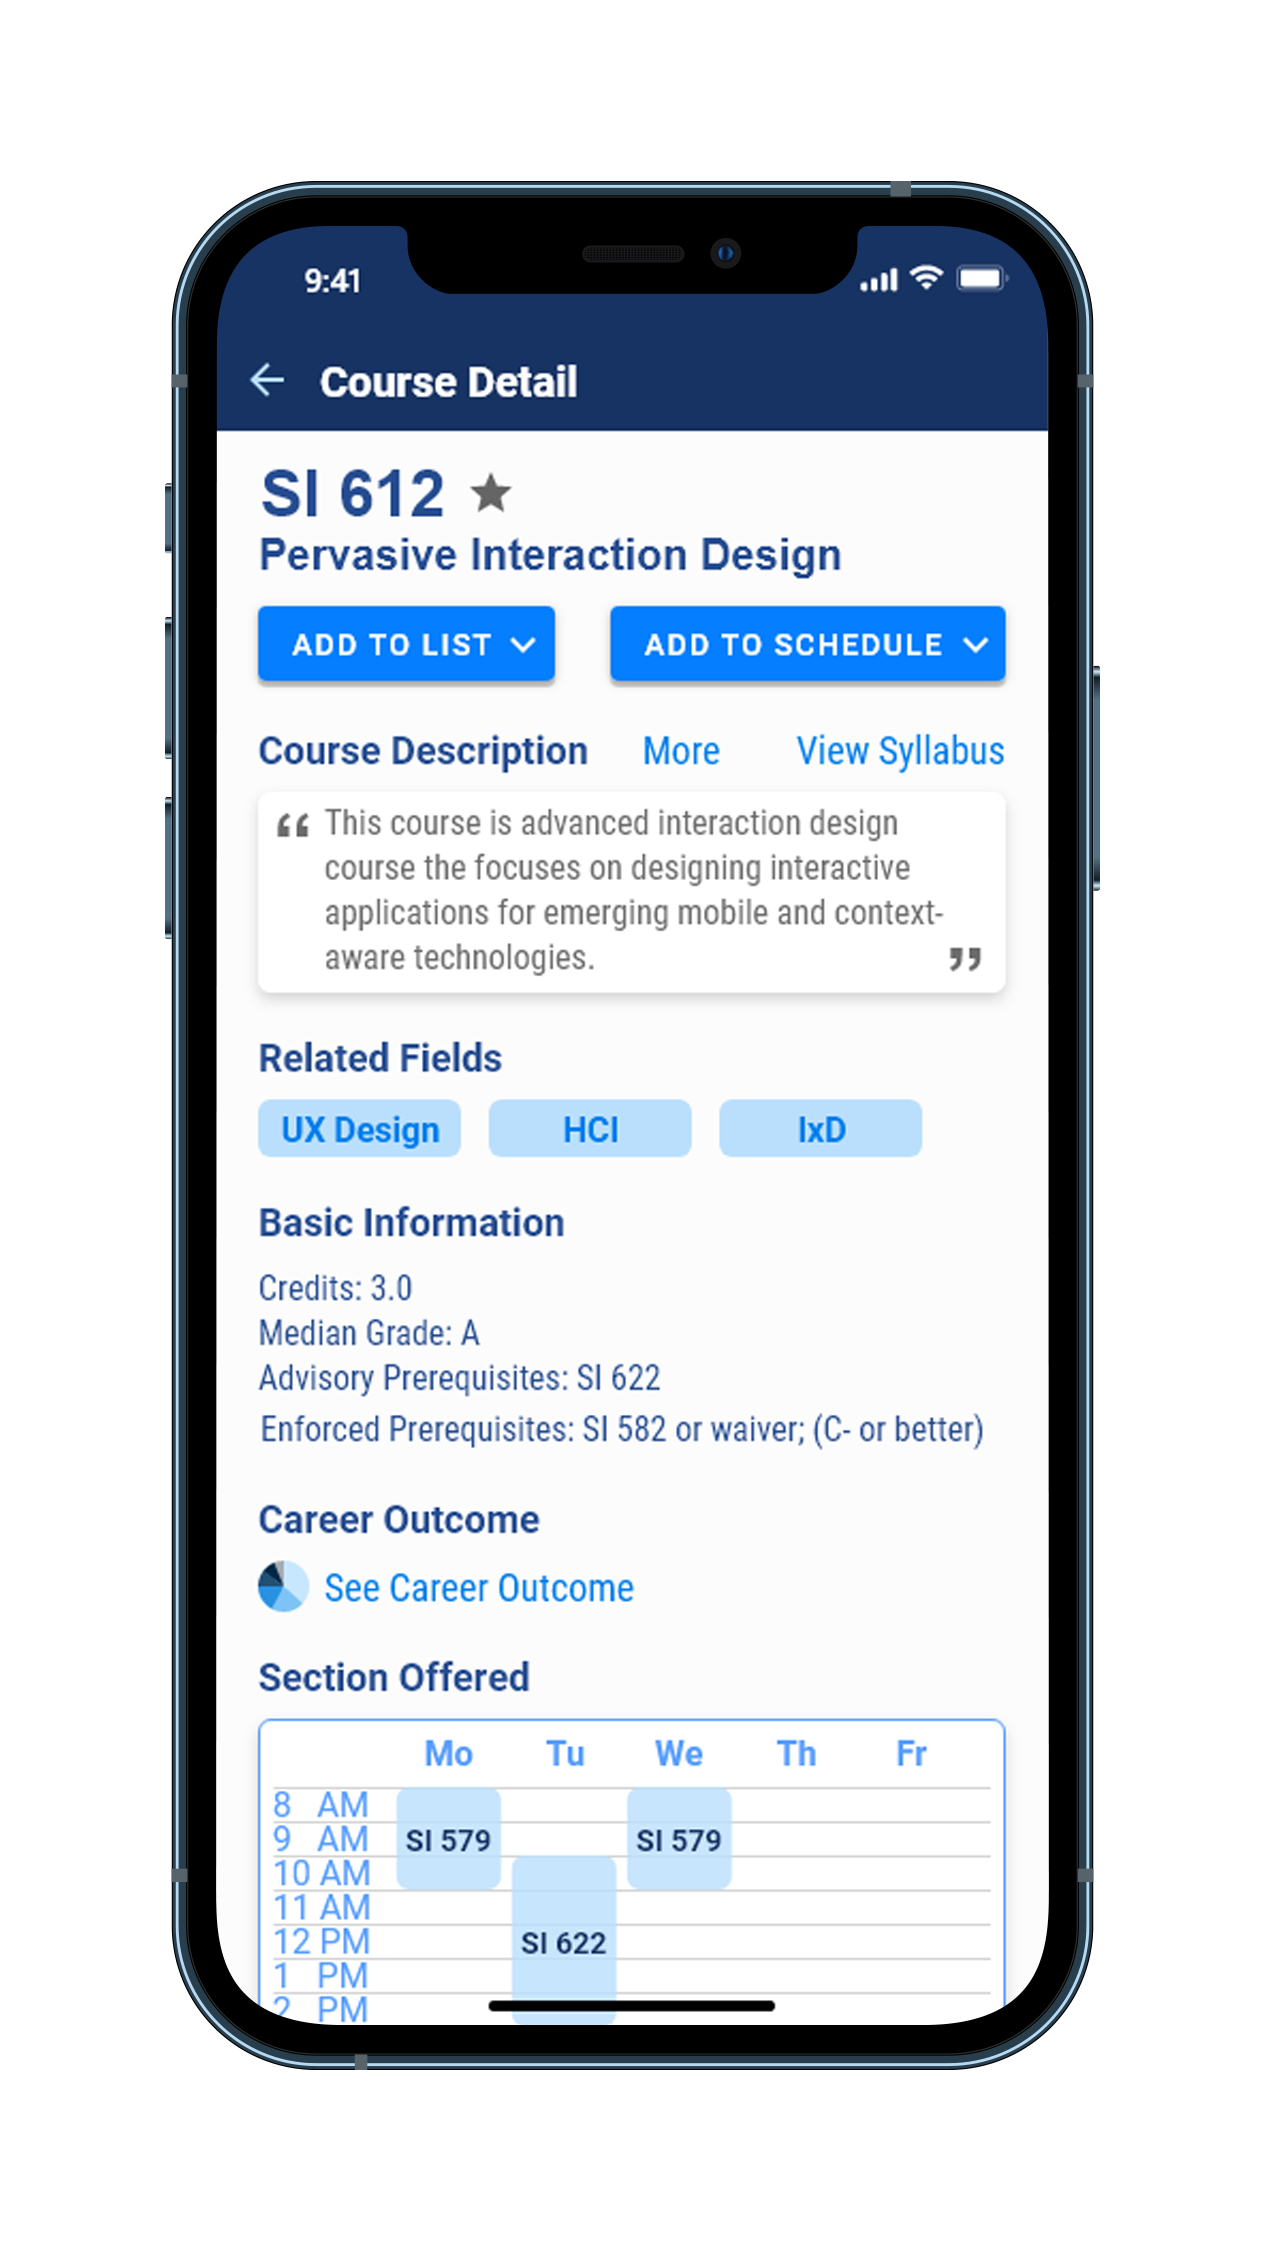 9:41
Course Detail
SI 612
Pervasive Interaction Design
ADD TO LIST ADD TO SCHEDULE
Course Description More View Syllabus
“ This course is advanced interaction design
course the focuses on designing interactive
applications for emerging mobile and context-
aware technologies. ”
Related Fields
UX Design HCI IxD
Basic Information
Credits: 3.0
Median Grade: A
Advisory Prerequisites: SI 622
Enforced Prerequisites: SI 582 or waiver; (C- or better)
Career Outcome
See Career Outcome
Section Offered
Mo Tu We Th Fr
8 AM
9 AM SI 579 SI 579
10 AM
11 AM
12 PM SI 622
1 PM
2 PM